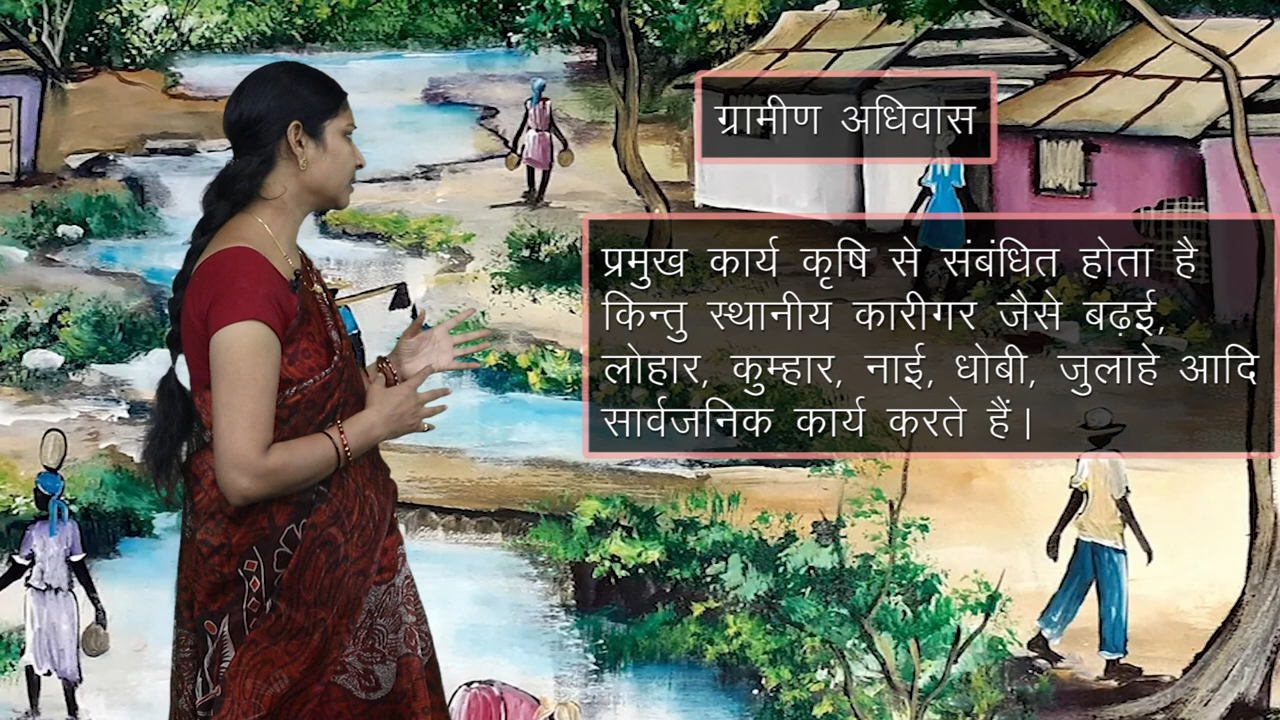 ग्रामीण अधिवास
प्रमुख कार्य कृषि से संबंधित होता है
किन्तु स्थानीय कारीगर जैसे बढ़ई,
लोहार, कुम्हार, नाई, धोबी, जुलाहे आदि
सार्वजनिक कार्य करते हैं।